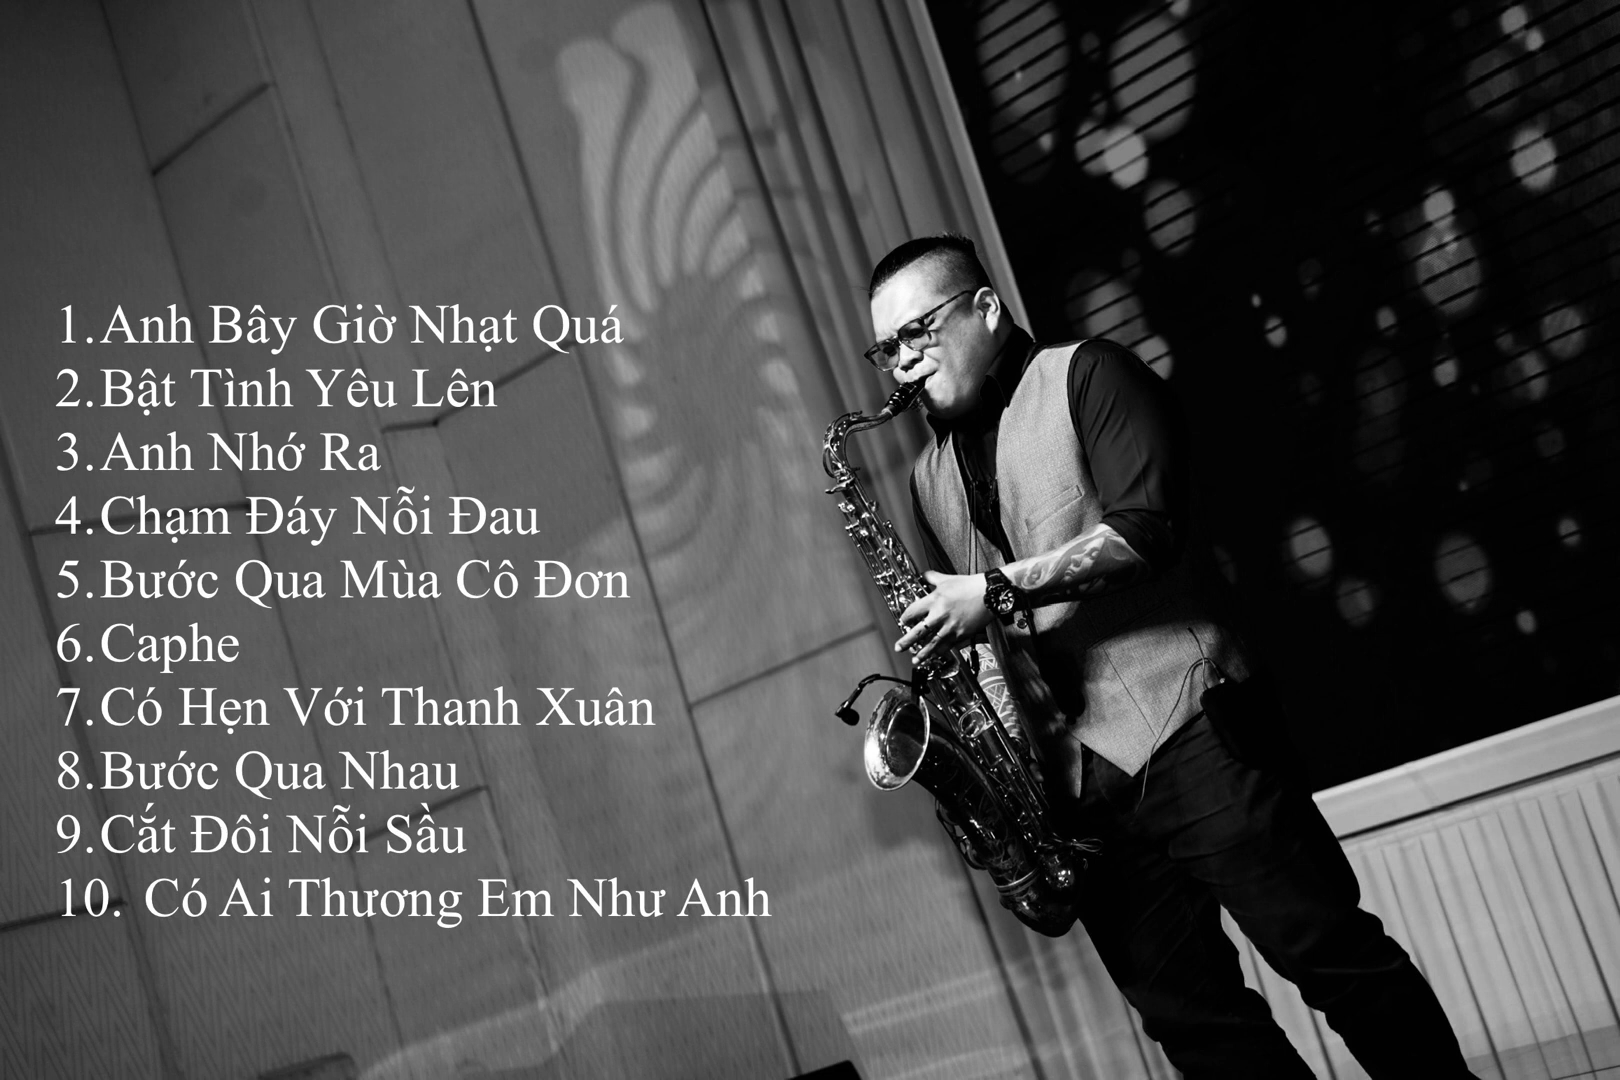 1.Anh Bây Giờ Nhạt Quá
2.Bật Tình Yêu Lên
3.Anh Nhớ Ra
4.Chạm Đáy Nỗi Đau
5.Bước Qua Mùa Cô Đơn
6.Caphe
7.Có Hẹn Với Thanh Xuân
8.Bước Qua Nhau
9.Cắt Đôi Nỗi Sầu
10. Có Ai Thương Em Như Anh